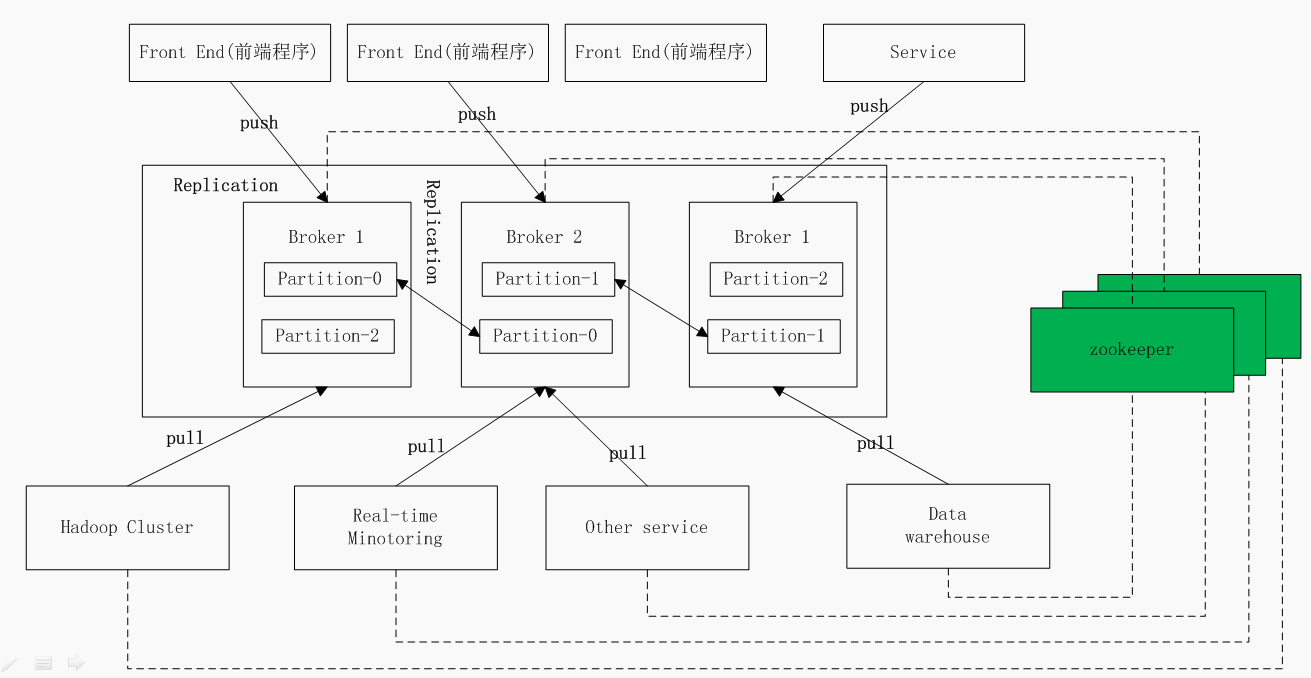 Front End(前端程序)
Front End(前端程序)
Front End(前端程序)
Service
push
push
push
Replication
Replication
Broker 1
Partition-0
Partition-2
Broker 2
Partition-1
Partition-0
Broker 1
Partition-2
Partition-1
zookeeper
pull
pull
pull
pull
Hadoop Cluster
Real-time
Minotoring
Other service
Data
warehouse